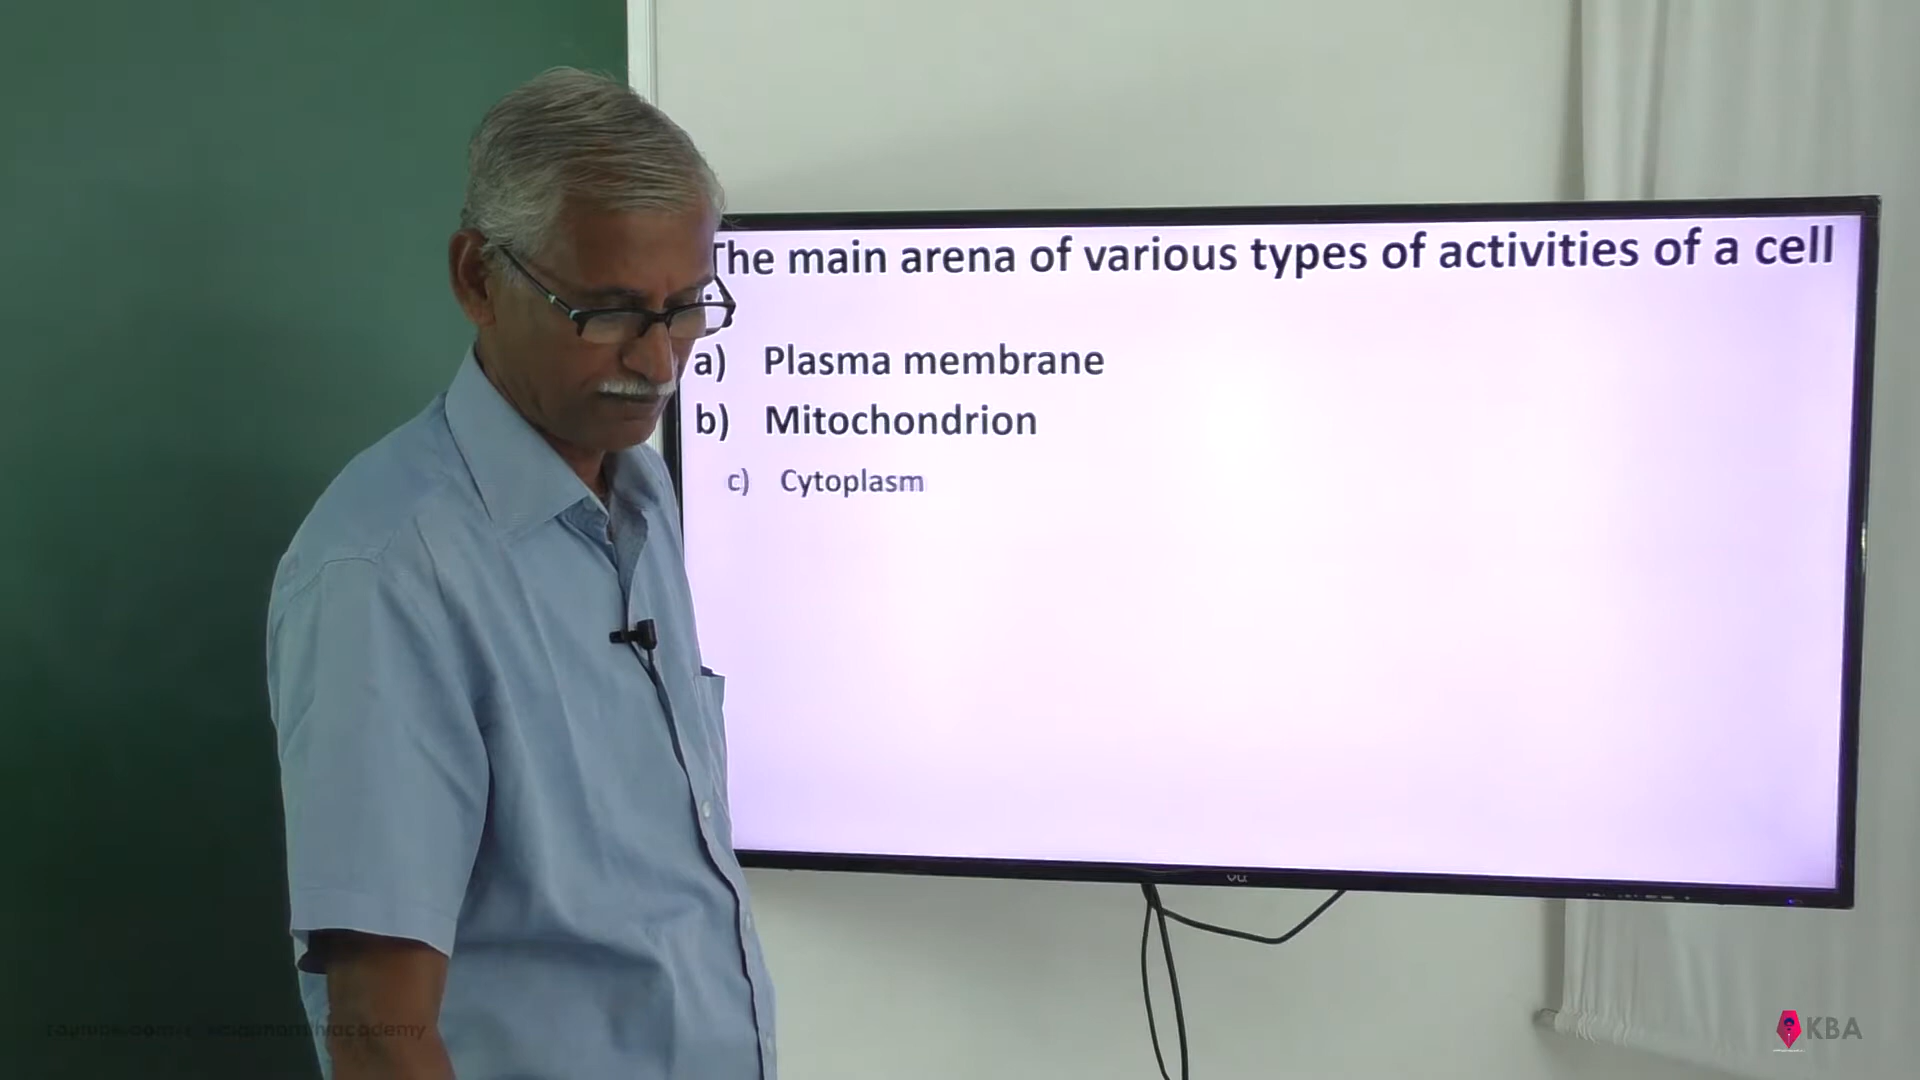 The main arena of various types of activities of a cell
:
a) Plasma membrane
b) Mitochondrion
c) Cytoplasm
KBA